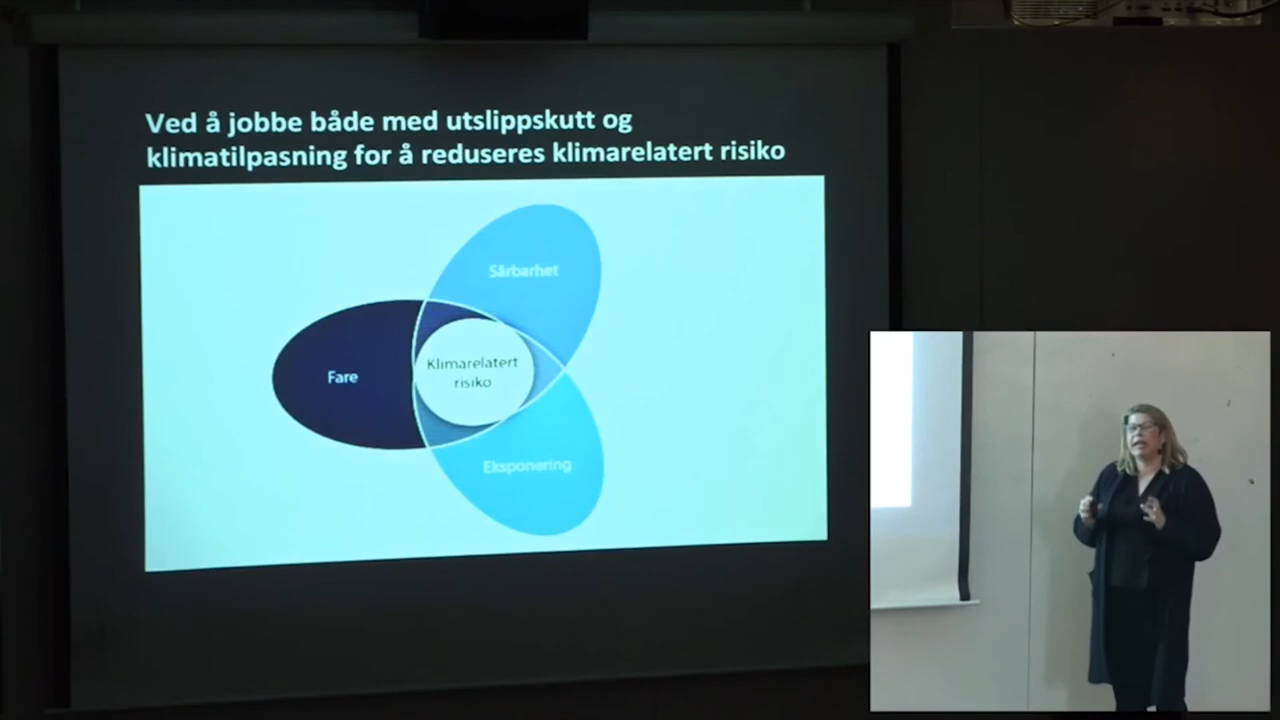 Ved å jobbe både med utslippskutt og
klimatilpasning for å reduseres klimarelatert risiko
Sårbarhet
Fare
Klimarelatert
risiko
Eksponering